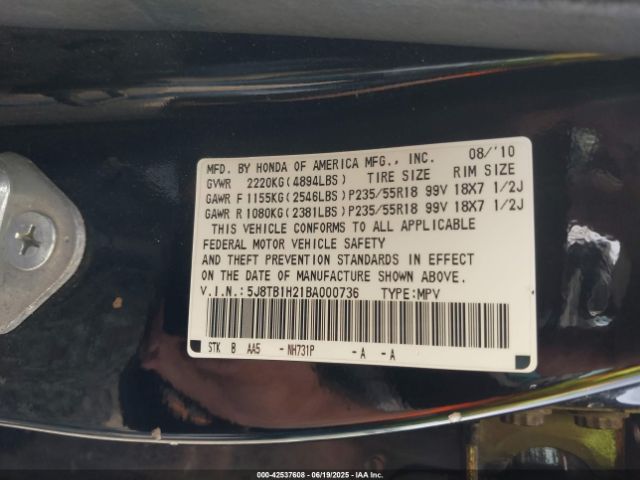 MFD. BY HONDA OF AMERICA MFG., INC. 08/'10
GVWR 2220KG(4894LBS) TIRE SIZE RIM SIZE
GAWR F 1155KG(2546LBS)P235/55R18 99V 18X7 1/2J
GAWR R 1080KG(2381LBS)P235/55R18 99V 18X7 1/2J
THIS VEHICLE CONFORMS TO ALL APPLICABLE
FEDERAL MOTOR VEHICLE SAFETY
AND THEFT PREVENTION STANDARDS IN EFFECT
ON THE DATE OF MANUFACTURE SHOWN ABOVE.
V.I.N.:5J8TB1H21BA000736 TYPE:MPV
STK B AA5 - NH731P - A - A
000-42537608 - 06/19/2025 - IAA Inc.